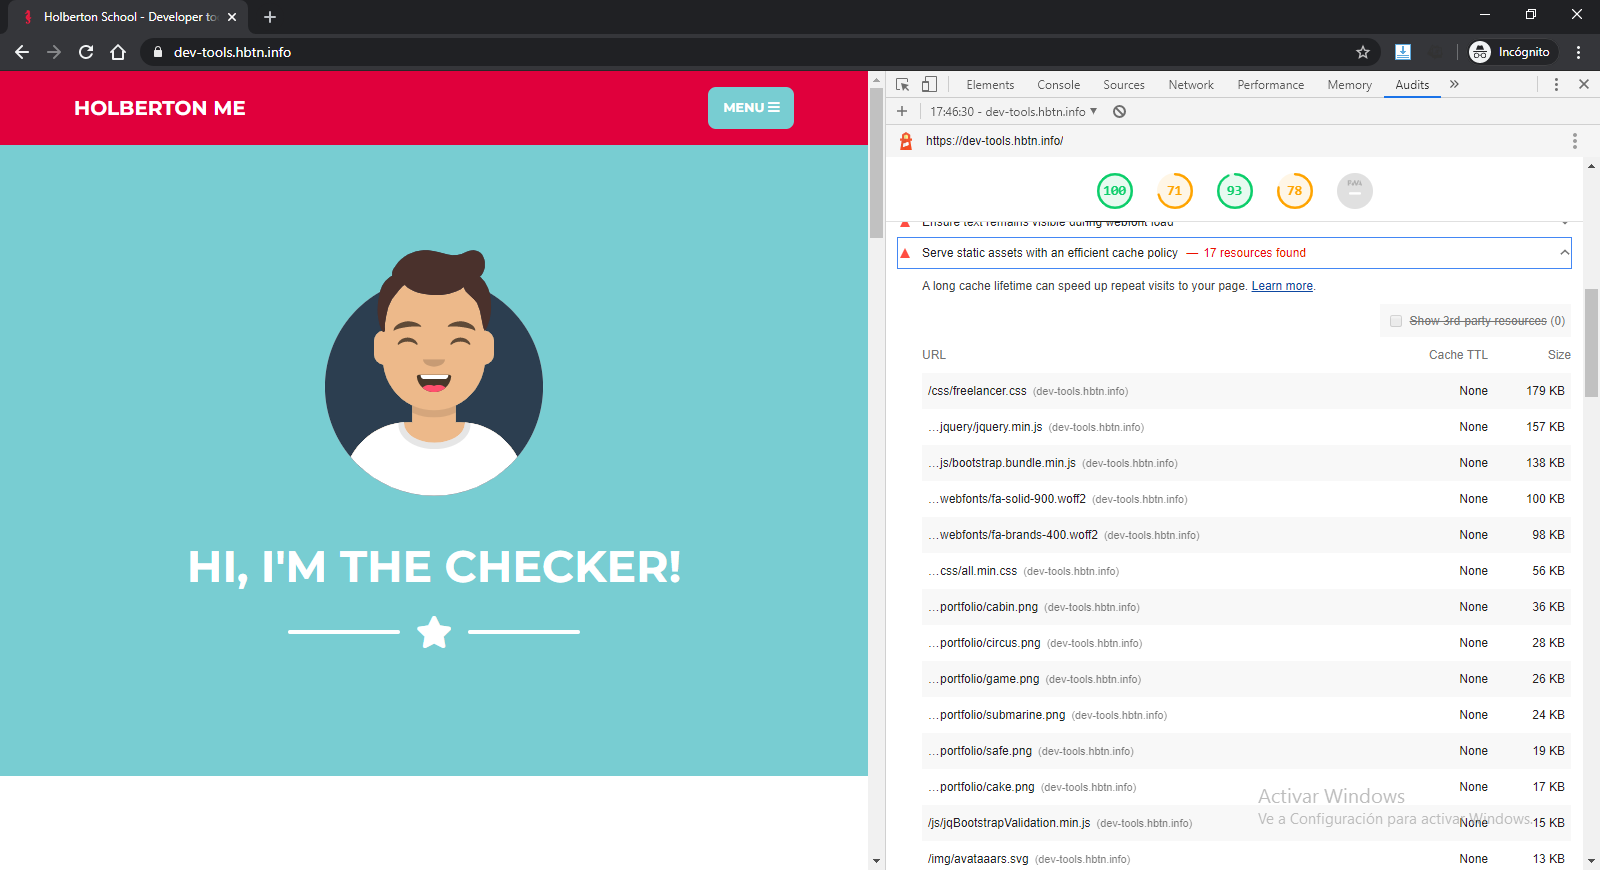 Holberton School - Developer to
dev-tools.hbtn.info
Incógnito
HOLBERTON ME
MENU
HI, I'M THE CHECKER!
Elements Console Sources Network Performance Memory Audits
17:46:30 - dev-tools.hbtn.info
https://dev-tools.hbtn.info/
100 71 93 78
Ensure text remains visible during webfont load
Serve static assets with an efficient cache policy — 17 resources found
A long cache lifetime can speed up repeat visits to your page. Learn more.
Show 3rd-party resources (0)
URL Cache TTL Size
/css/freelancer.css (dev-tools.hbtn.info) None 179 KB
…jquery/jquery.min.js (dev-tools.hbtn.info) None 157 KB
…js/bootstrap.bundle.min.js (dev-tools.hbtn.info) None 138 KB
…webfonts/fa-solid-900.woff2 (dev-tools.hbtn.info) None 100 KB
…webfonts/fa-brands-400.woff2 (dev-tools.hbtn.info) None 98 KB
…css/all.min.css (dev-tools.hbtn.info) None 56 KB
…portfolio/cabin.png (dev-tools.hbtn.info) None 36 KB
…portfolio/circus.png (dev-tools.hbtn.info) None 28 KB
…portfolio/game.png (dev-tools.hbtn.info) None 26 KB
…portfolio/submarine.png (dev-tools.hbtn.info) None 24 KB
…portfolio/safe.png (dev-tools.hbtn.info) None 19 KB
…portfolio/cake.png (dev-tools.hbtn.info) None 17 KB
Activar Windows
/js/jqBootstrapValidation.min.js (dev-tools.hbtn.info) None 15 KB
Ve a Configuración para activar Windows.
/img/avataaars.svg (dev-tools.hbtn.info) None 13 KB